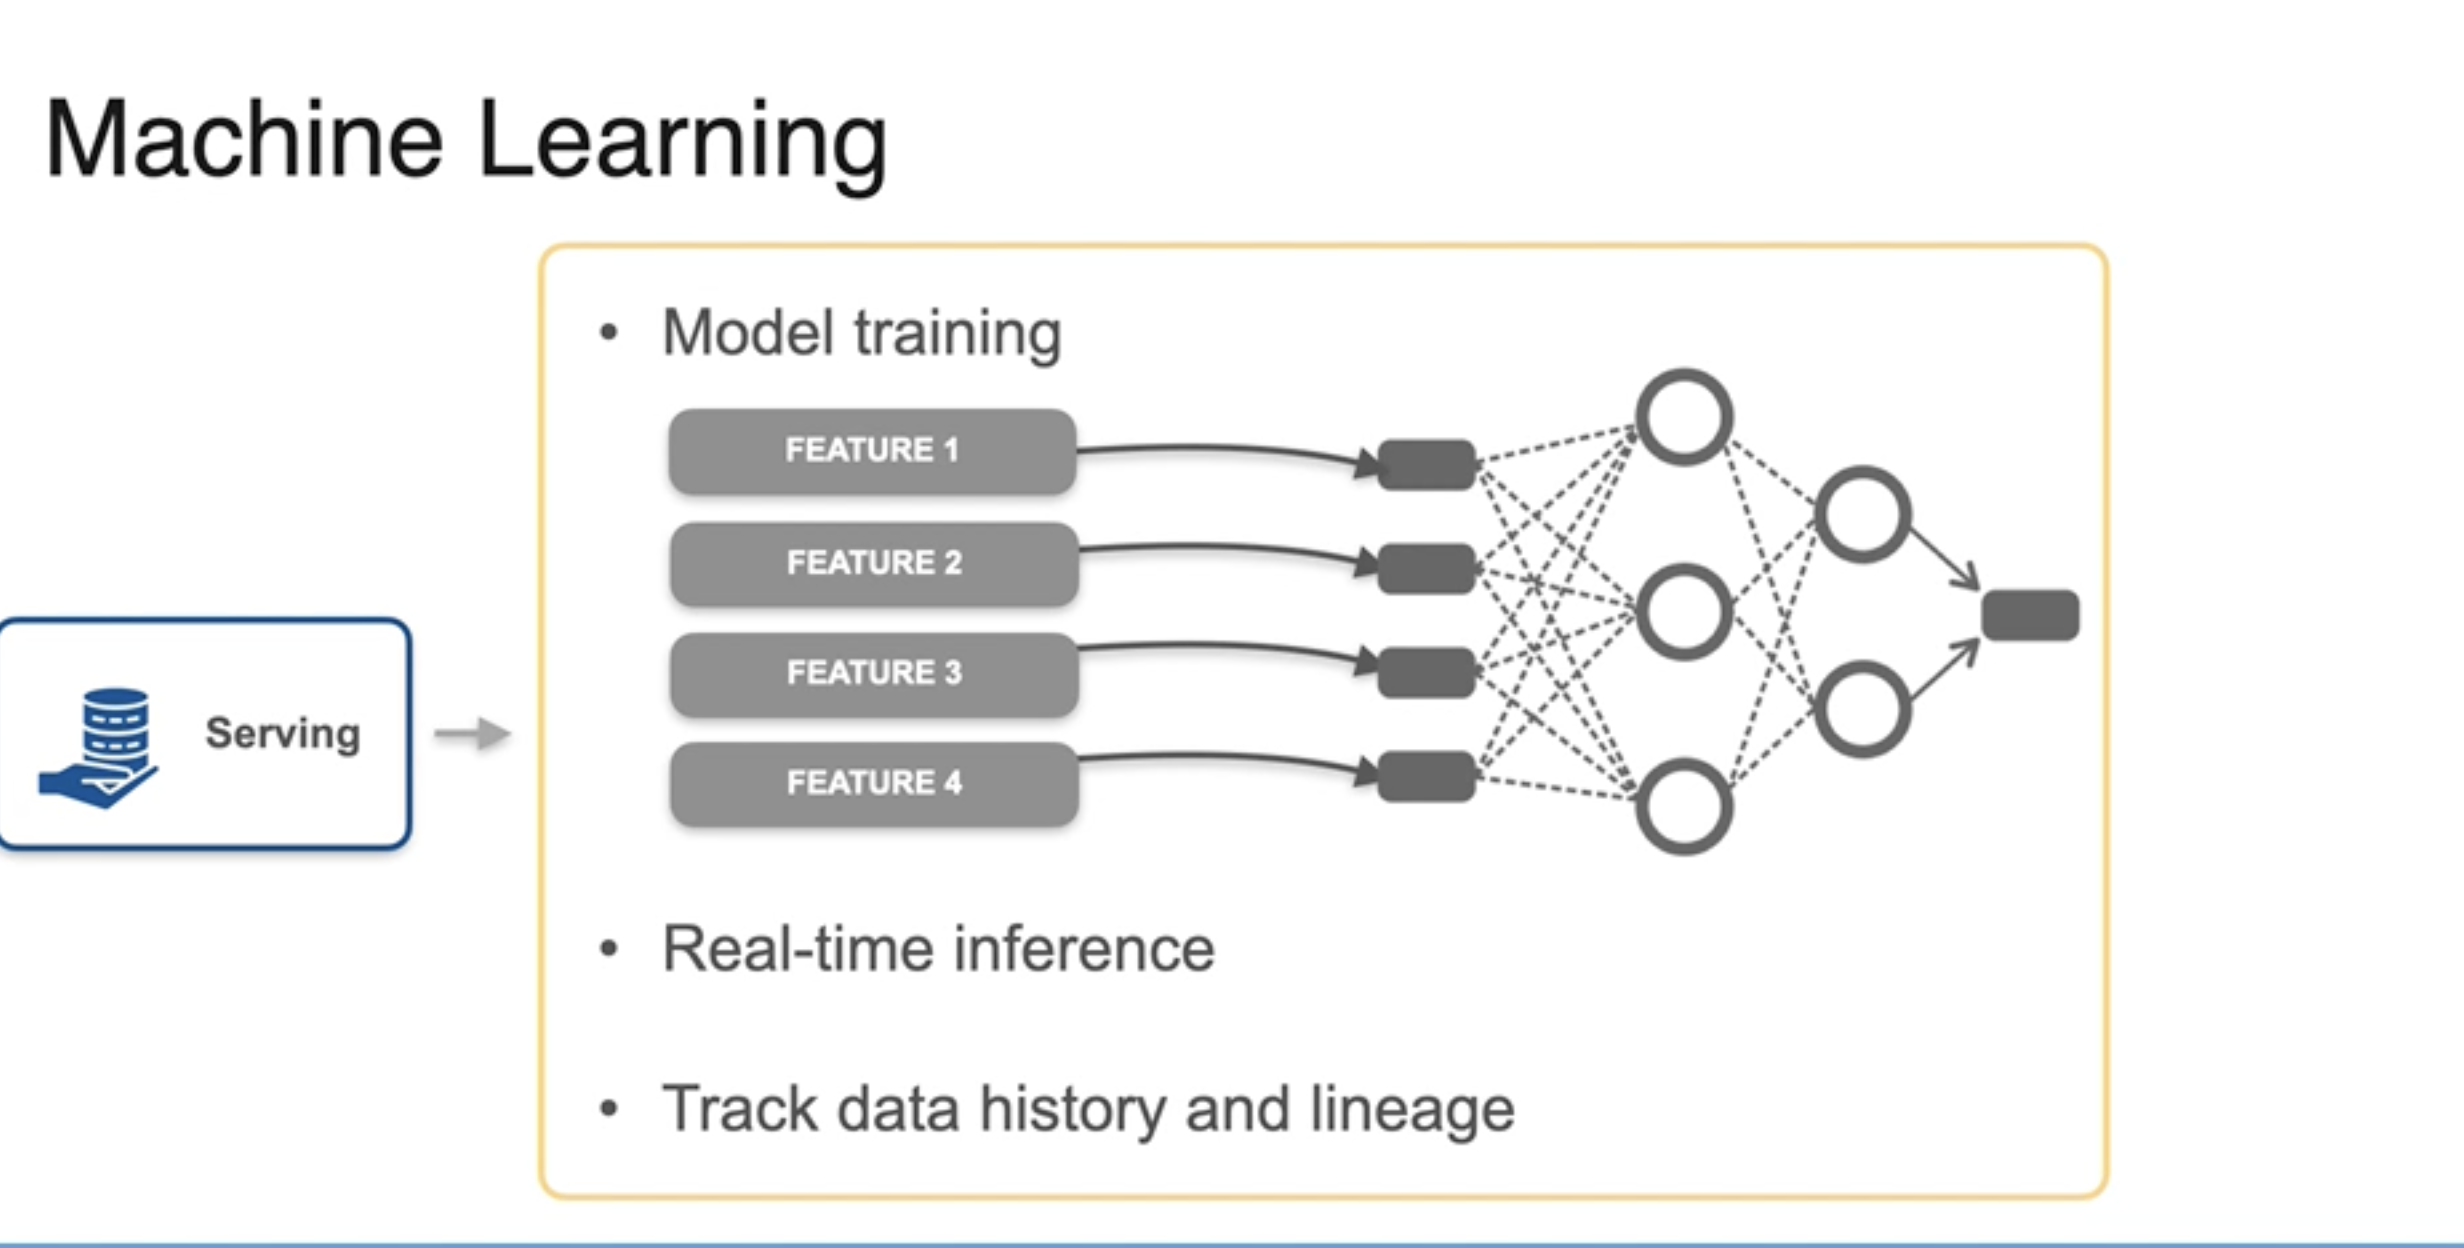 Machine Learning
• Model training
FEATURE 1
FEATURE 2
FEATURE 3
FEATURE 4
Serving
• Real-time inference
• Track data history and lineage